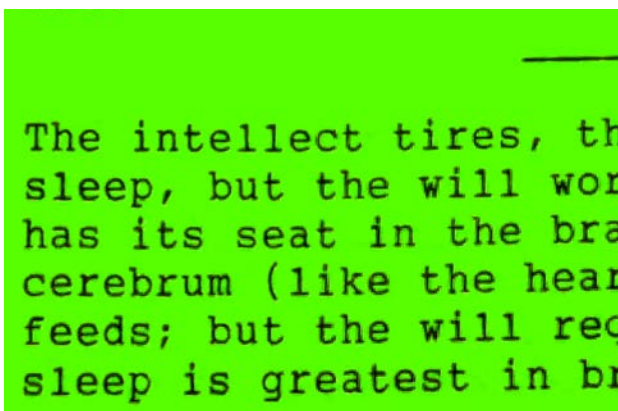 The intellect tires, th
sleep, but the will wor
has its seat in the bra
cerebrum (like the hear
feeds; but the will req
sleep is greatest in br